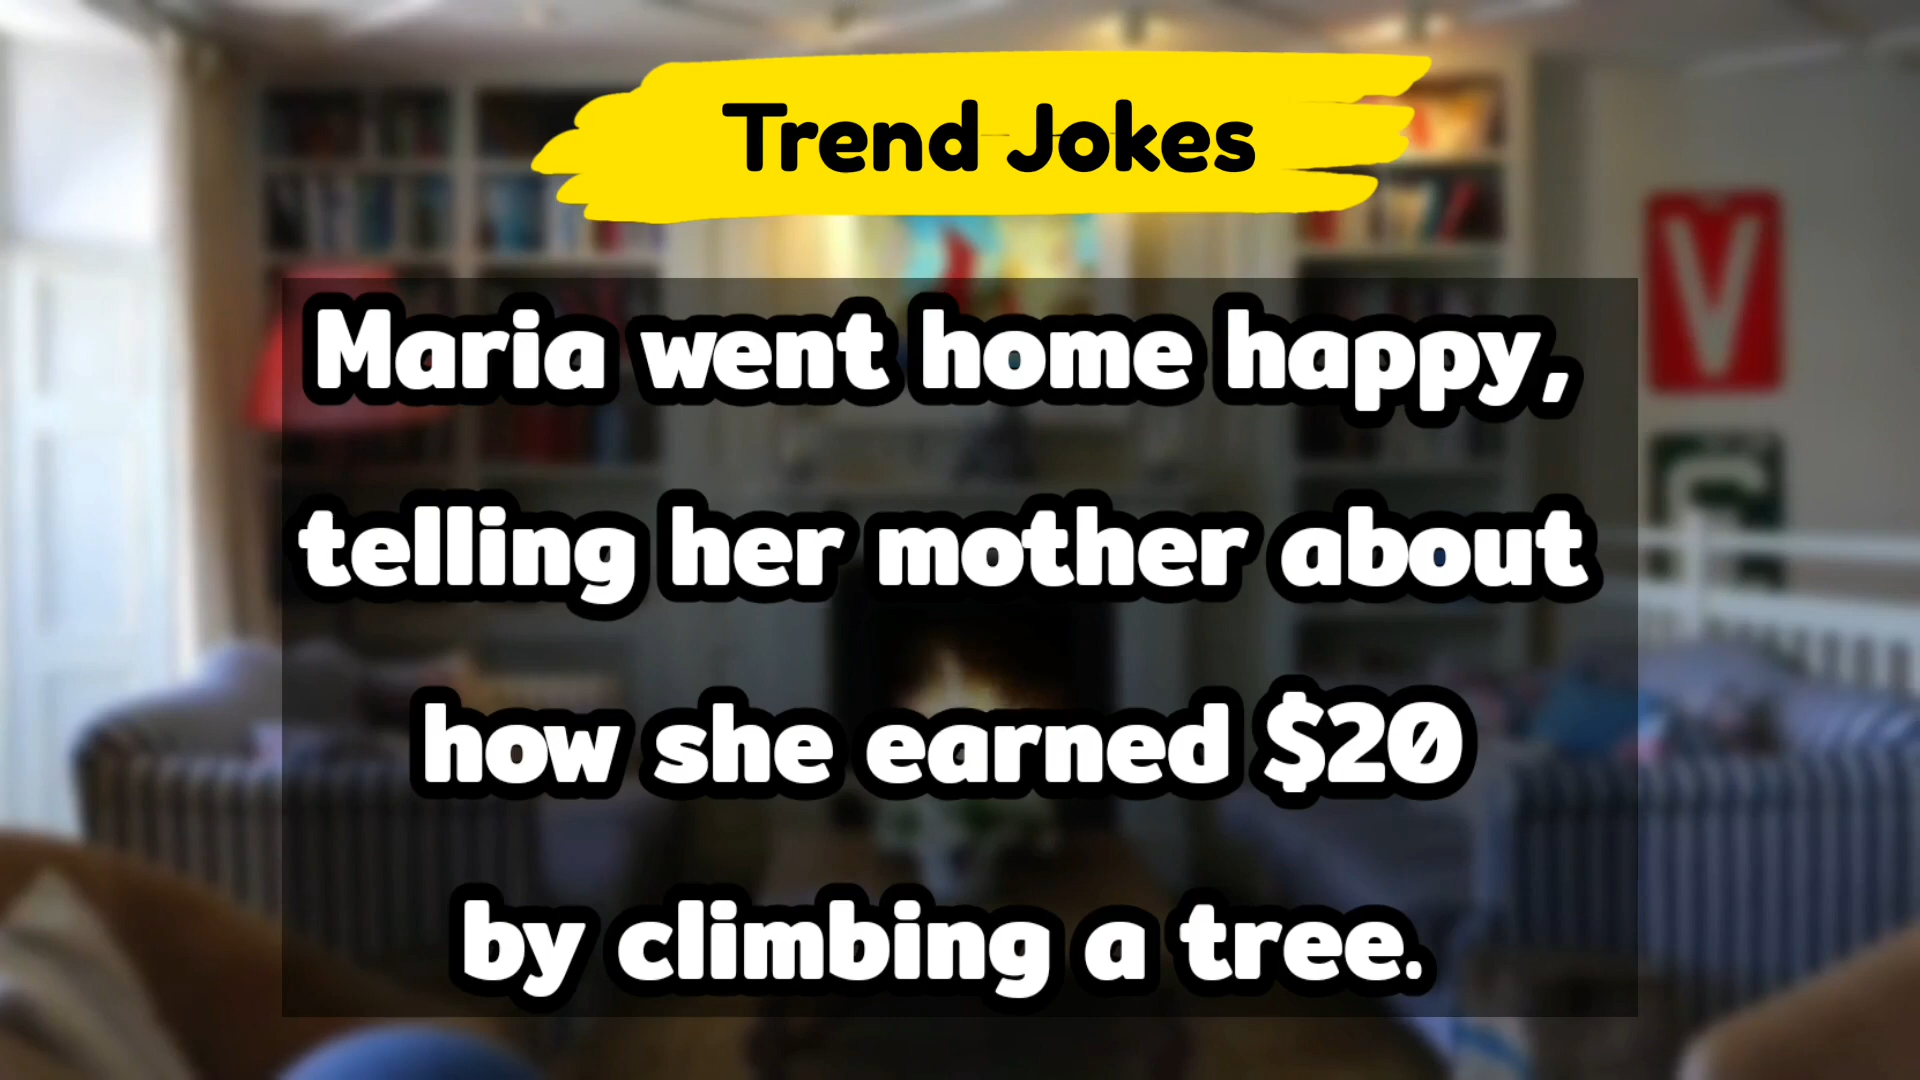 Trend Jokes
V
Maria went home happy,
telling her mother about
how she earned $20
by climbing a tree.